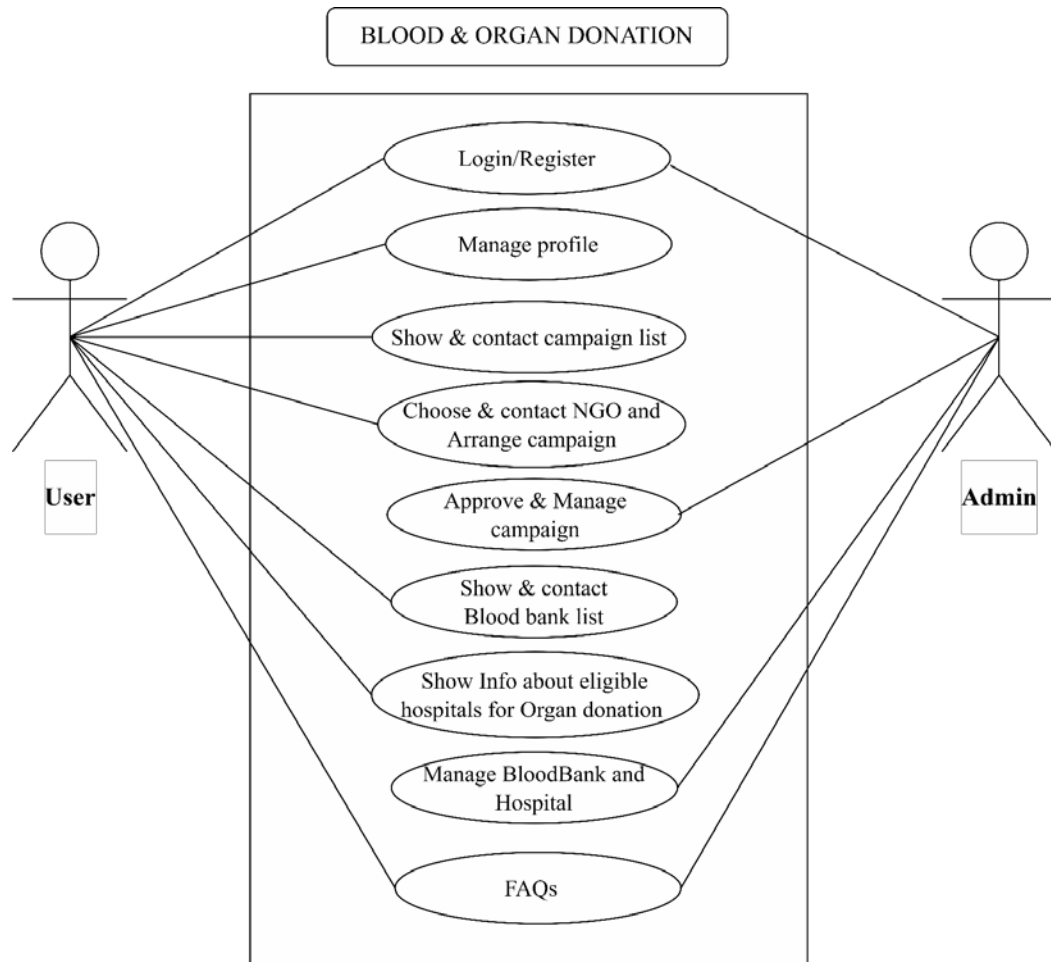 BLOOD & ORGAN DONATION
Login/Register
Manage profile
Show & contact campaign list
Choose & contact NGO and
Arrange campaign
User
Admin
Approve & Manage
campaign
Show & contact
Blood bank list
Show Info about eligible
hospitals for Organ donation
Manage BloodBank and
Hospital
FAQs